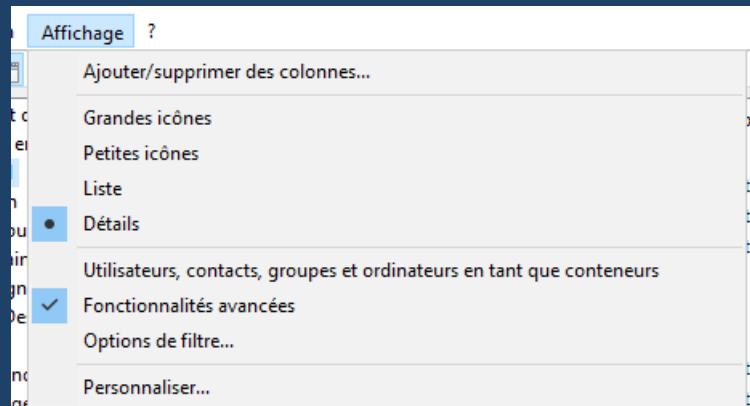 Affichage ?
Ajouter/supprimer des colonnes...
Grandes icônes
Petites icônes
Liste
Détails
Utilisateurs, contacts, groupes et ordinateurs en tant que conteneurs
Fonctionnalités avancées
Options de filtre...
Personnaliser...